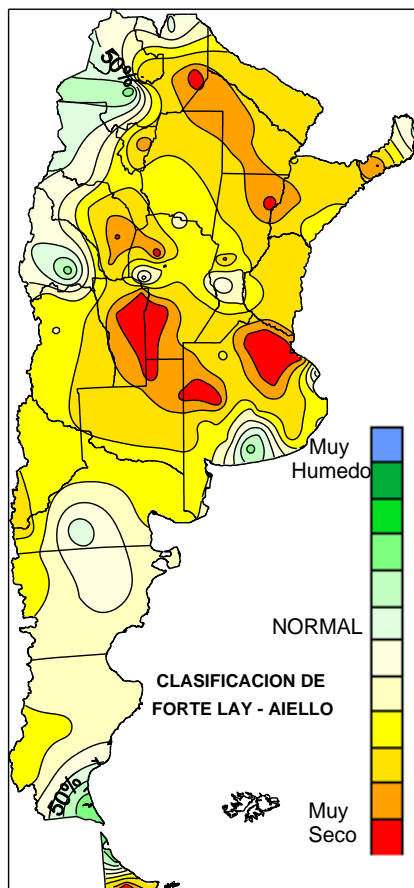 50%
Muy
Humedo
NORMAL
CLASIFICACION DE
FORTE LAY - AIELLO
50%
Muy
Seco